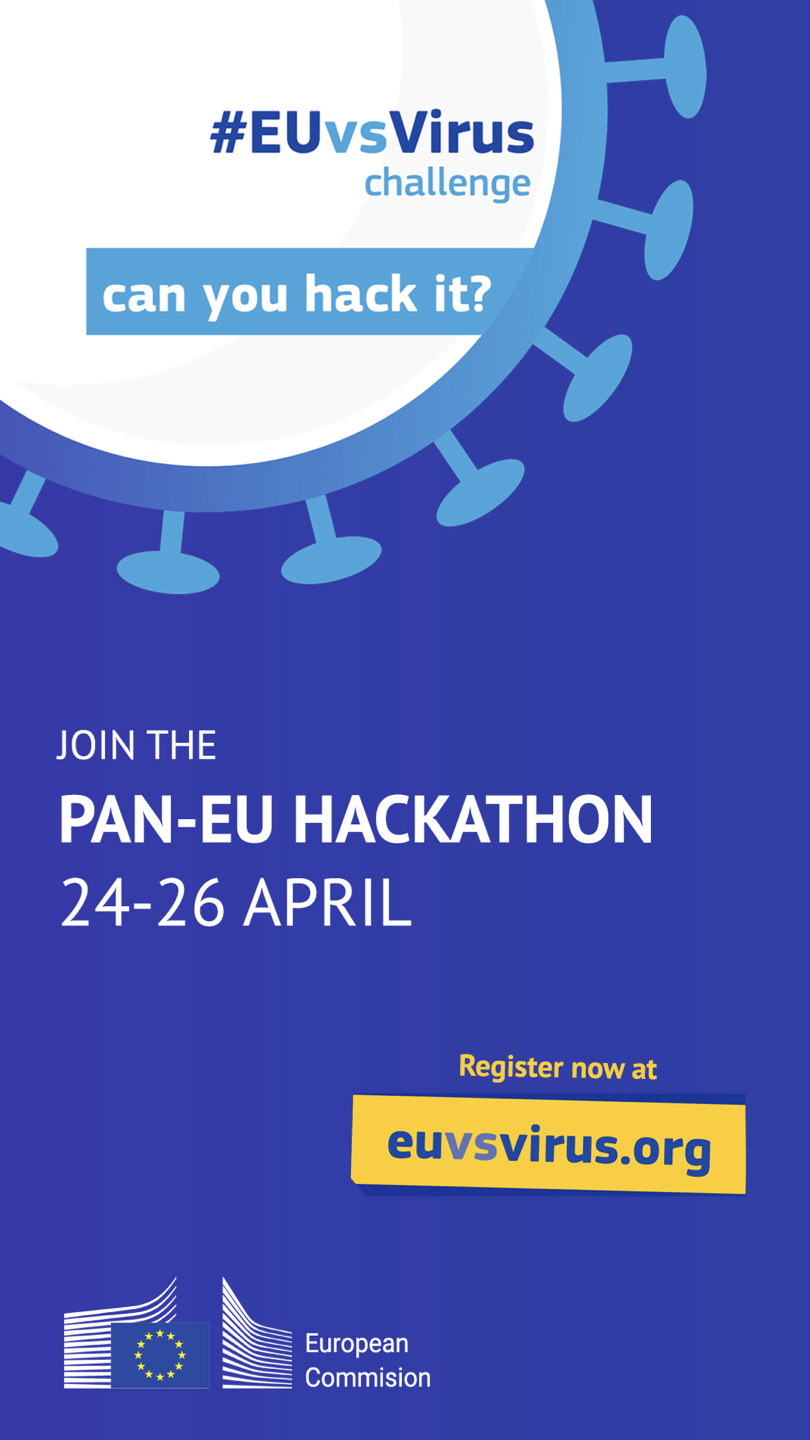 #EUvsVirus
challenge
can you hack it?
JOIN THE
PAN-EU HACKATHON
24-26 APRIL
Register now at
euvsvirus.org
European
Commision